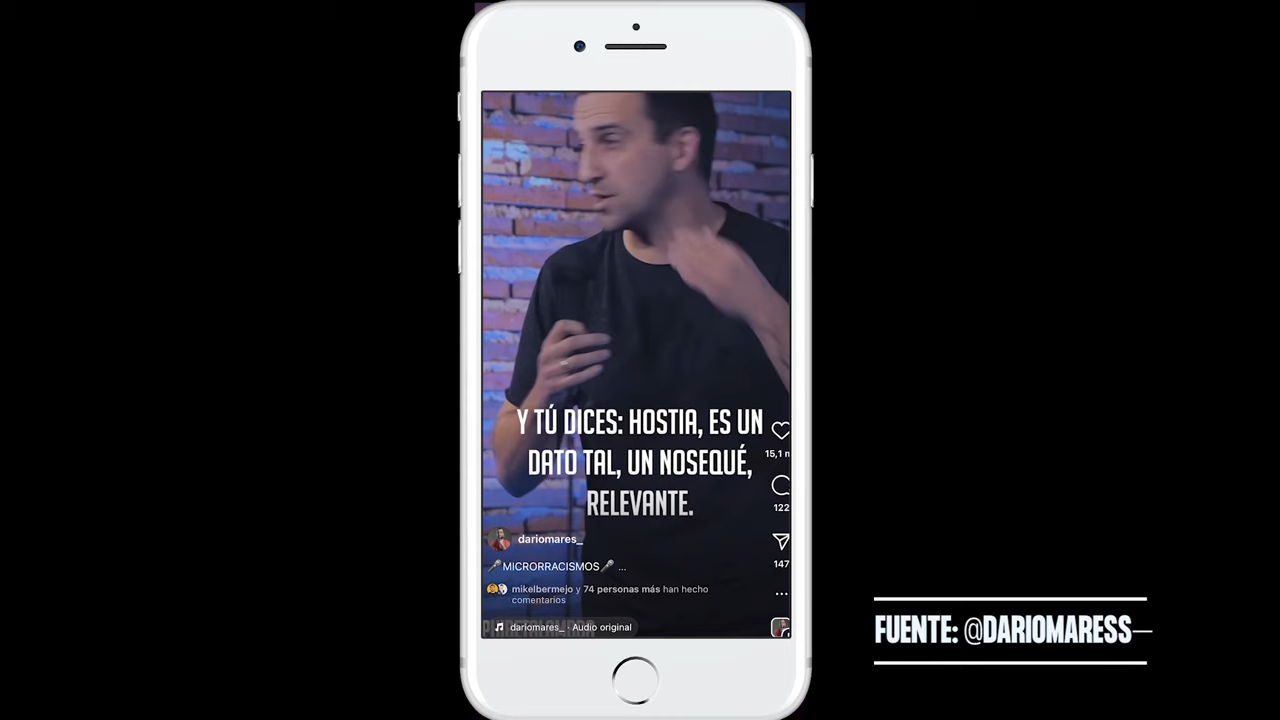 ES
Y TÚ DICES: HOSTIA, ES UN
DATO TAL, UN NOSEQUÉ,
RELEVANTE.
15,1 m
122
147
dariomares_
🎤MICRORRACISMOS🎤 ...
mikelbermejo y 74 personas más han hecho
comentarios
dariomares_ · Audio original
FUENTE: @DARIOMARESS—